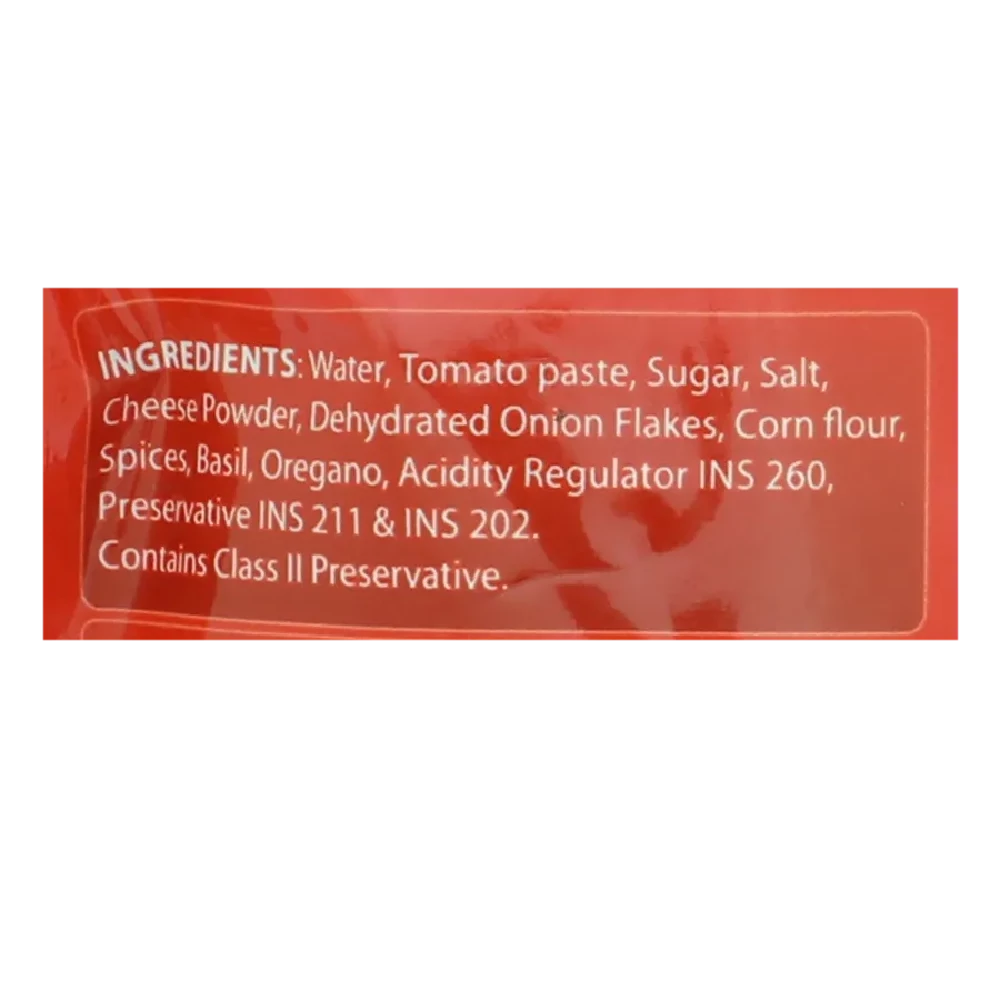 INGREDIENTS: Water, Tomato paste, Sugar, Salt,
Cheese Powder, Dehydrated Onion Flakes, Corn flour,
Spices, Basil, Oregano, Acidity Regulator INS 260,
Preservative INS 211 & INS 202.
Contains Class II Preservative.